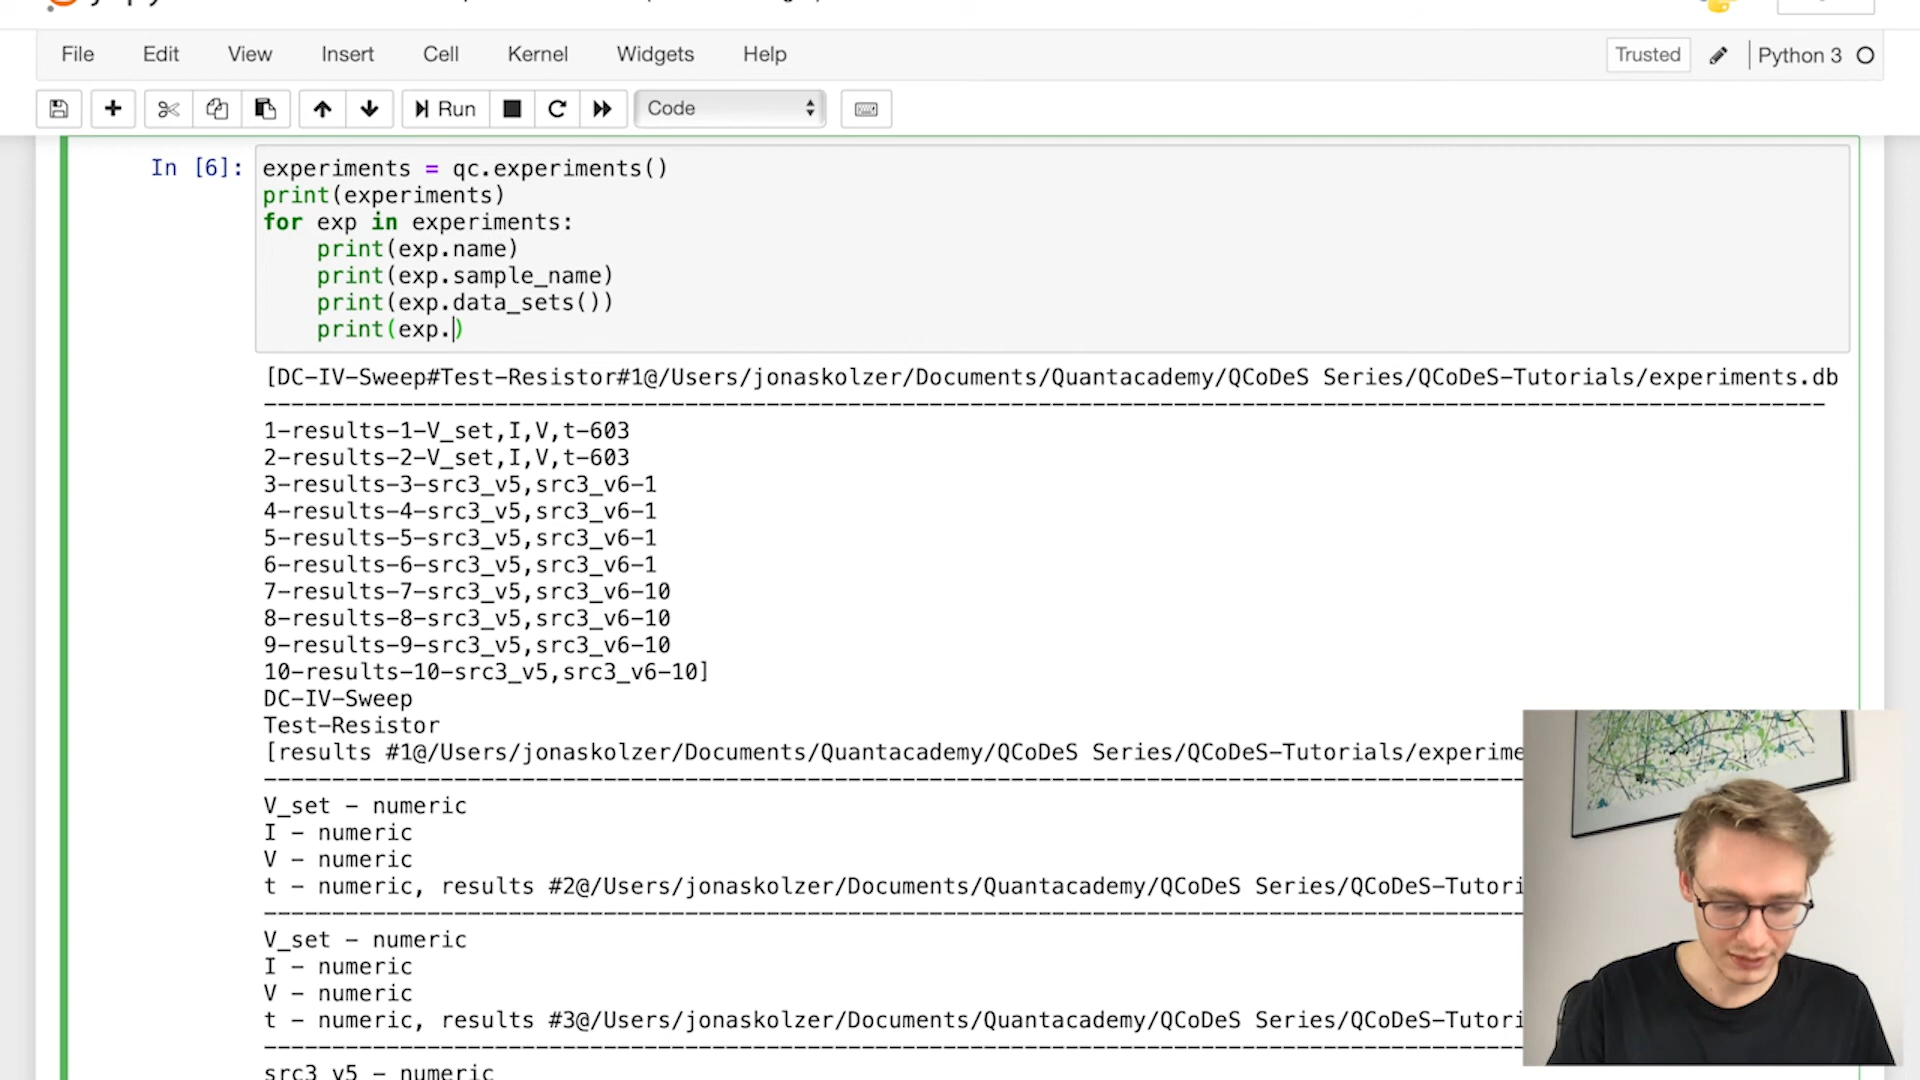 File Edit View Insert Cell Kernel Widgets Help Trusted Python 3
Run Code
In [6]: experiments = qc.experiments()
print(experiments)
for exp in experiments:
    print(exp.name)
    print(exp.sample_name)
    print(exp.data_sets())
    print(exp.)
[DC-IV-Sweep#Test-Resistor#1@/Users/jonaskolzer/Documents/Quantacademy/QCoDeS Series/QCoDeS-Tutorials/experiments.db
--------------------------------------------------------------------------------------------------------------------
1-results-1-V_set,I,V,t-603
2-results-2-V_set,I,V,t-603
3-results-3-src3_v5,src3_v6-1
4-results-4-src3_v5,src3_v6-1
5-results-5-src3_v5,src3_v6-1
6-results-6-src3_v5,src3_v6-1
7-results-7-src3_v5,src3_v6-10
8-results-8-src3_v5,src3_v6-10
9-results-9-src3_v5,src3_v6-10
10-results-10-src3_v5,src3_v6-10]
DC-IV-Sweep
Test-Resistor
[results #1@/Users/jonaskolzer/Documents/Quantacademy/QCoDeS Series/QCoDeS-Tutorials/experime
---------------------------------------------------------------------------------------------
V_set - numeric
I - numeric
V - numeric
t - numeric, results #2@/Users/jonaskolzer/Documents/Quantacademy/QCoDeS Series/QCoDeS-Tutori
---------------------------------------------------------------------------------------------
V_set - numeric
I - numeric
V - numeric
t - numeric, results #3@/Users/jonaskolzer/Documents/Quantacademy/QCoDeS Series/QCoDeS-Tutori
---------------------------------------------------------------------------------------------
src3_v5 - numeric